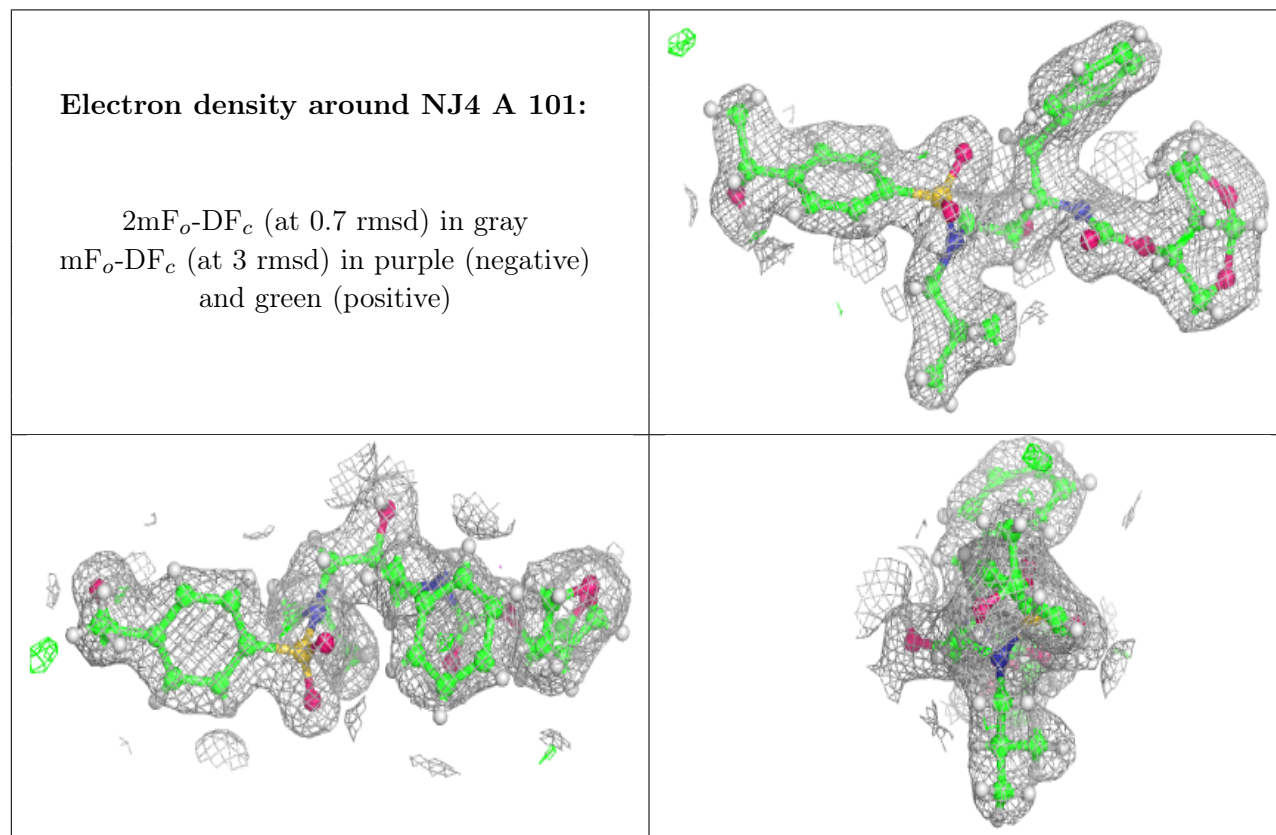 Electron density around NJ4 A 101:
2mFo-DFc (at 0.7 rmsd) in gray
mFo-DFc (at 3 rmsd) in purple (negative)
and green (positive)